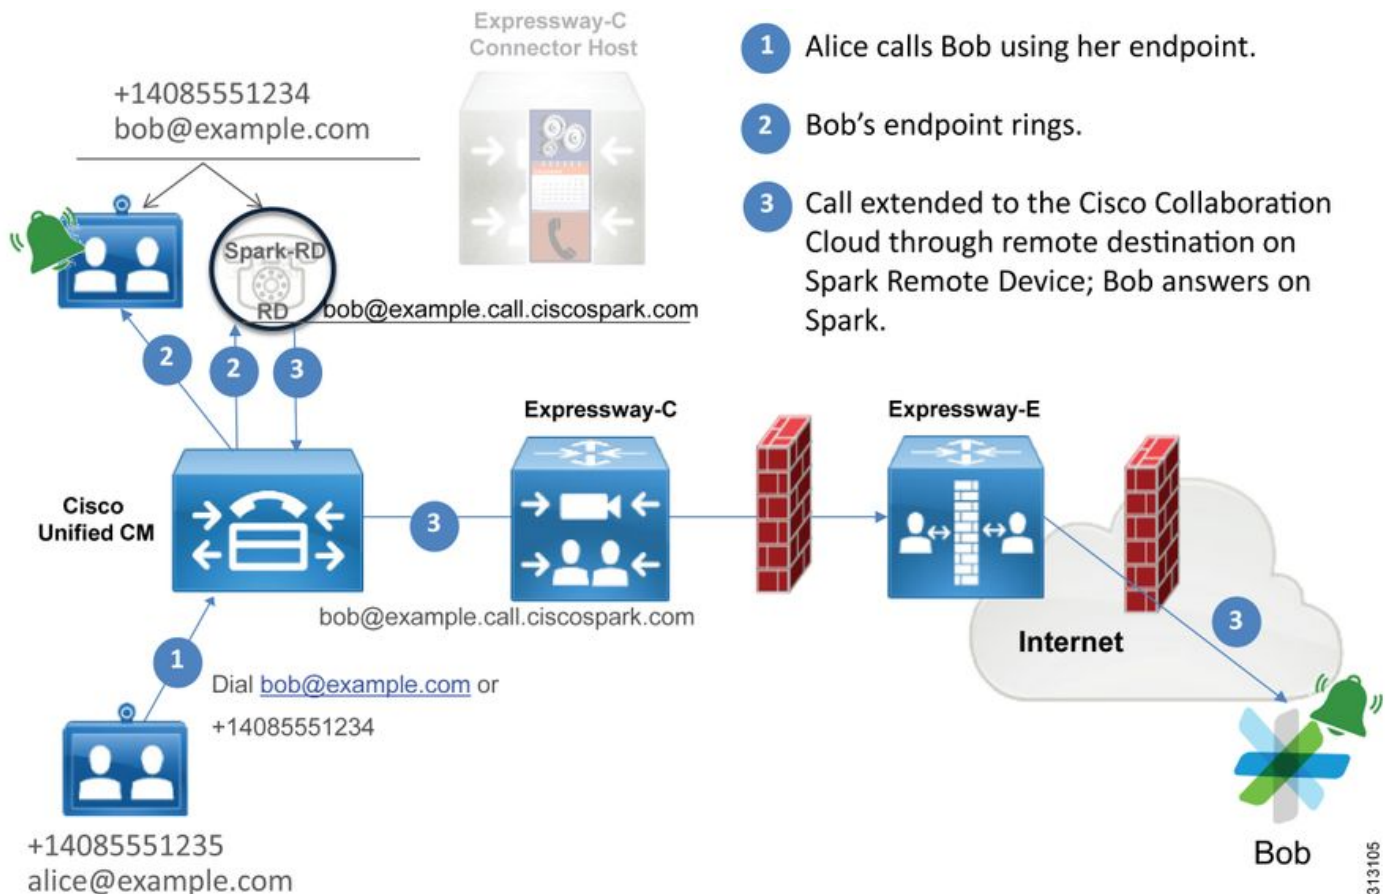 Expressway-C
Connector Host
+14085551234
bob@example.com
1 Alice calls Bob using her endpoint.
2 Bob’s endpoint rings.
3 Call extended to the Cisco Collaboration
Cloud through remote destination on
Spark Remote Device; Bob answers on
Spark.
Spark-RD
RD
bob@example.call.ciscospark.com
2
2
3
Expressway-C
Expressway-E
Cisco
Unified CM
3
bob@example.call.ciscospark.com
Internet
3
1
Dial bob@example.com or
+14085551234
+14085551235
alice@example.com
Bob
313105